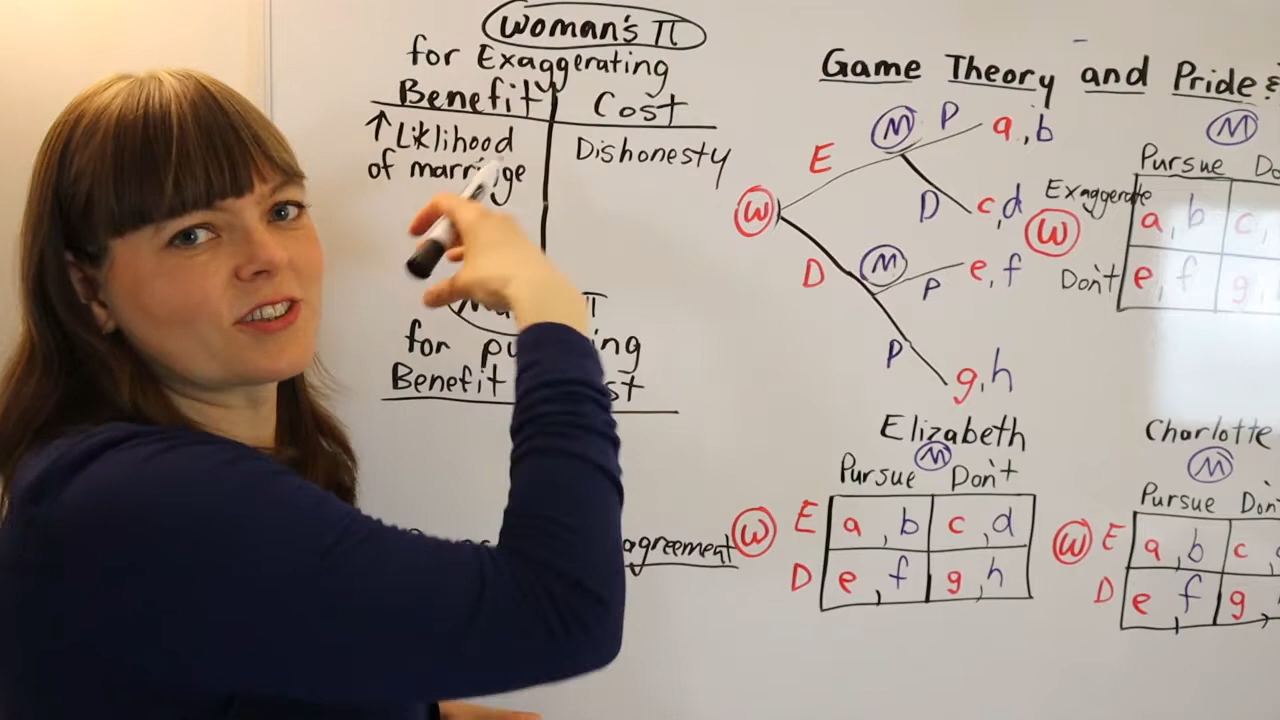 Woman's π
for Exaggerating
Benefit Cost
↑ Liklihood
of marriage
Dishonesty
for
Benefit
agreement
Game Theory and Pride &
E
M
P
a, b
W
D
c, d
D
M
P
e, f
P
g, h
M
Pursue
Exaggerate
W
Don't
a, b
c,
e, f
g,
Elizabeth
M
Pursue Don't
W
E
a, b
c, d
D
e, f
g, h
Charlotte
M
Pursue
W
E
a, b
c,
D
e, f
g,